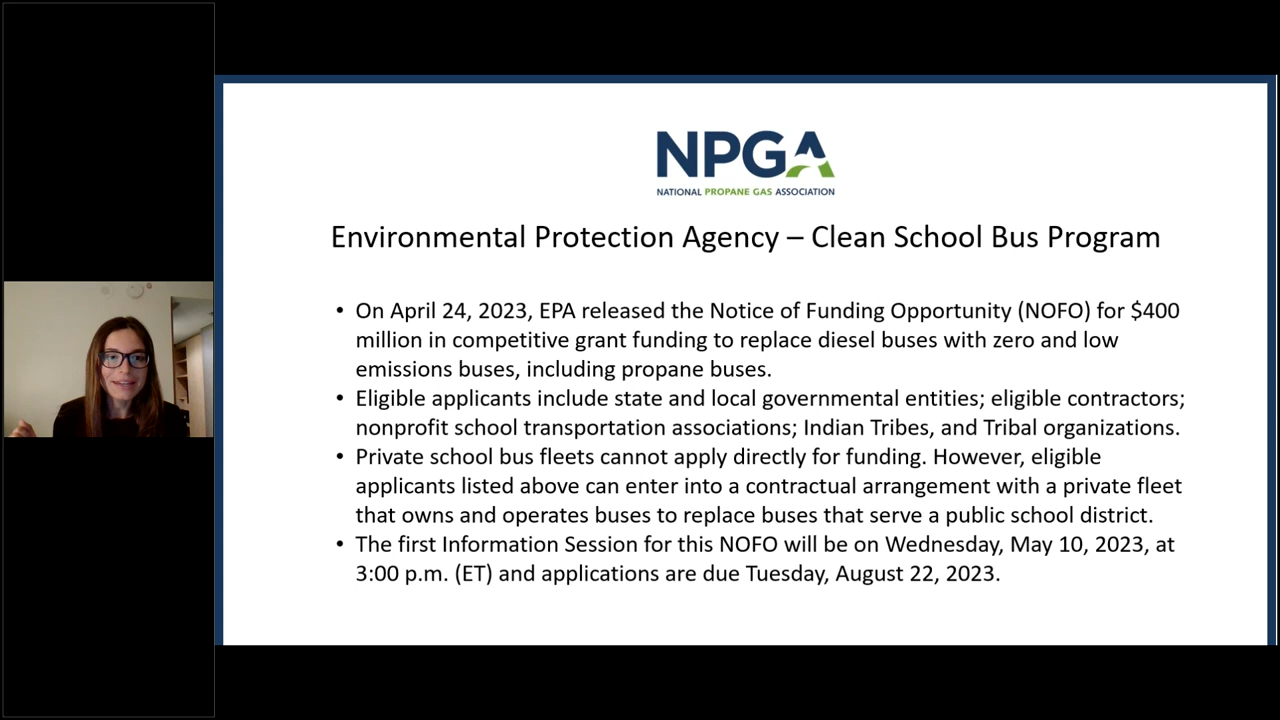 NPGA
NATIONAL PROPANE GAS ASSOCIATION
Environmental Protection Agency – Clean School Bus Program
• On April 24, 2023, EPA released the Notice of Funding Opportunity (NOFO) for $400
million in competitive grant funding to replace diesel buses with zero and low
emissions buses, including propane buses.
• Eligible applicants include state and local governmental entities; eligible contractors;
nonprofit school transportation associations; Indian Tribes, and Tribal organizations.
• Private school bus fleets cannot apply directly for funding. However, eligible
applicants listed above can enter into a contractual arrangement with a private fleet
that owns and operates buses to replace buses that serve a public school district.
• The first Information Session for this NOFO will be on Wednesday, May 10, 2023, at
3:00 p.m. (ET) and applications are due Tuesday, August 22, 2023.